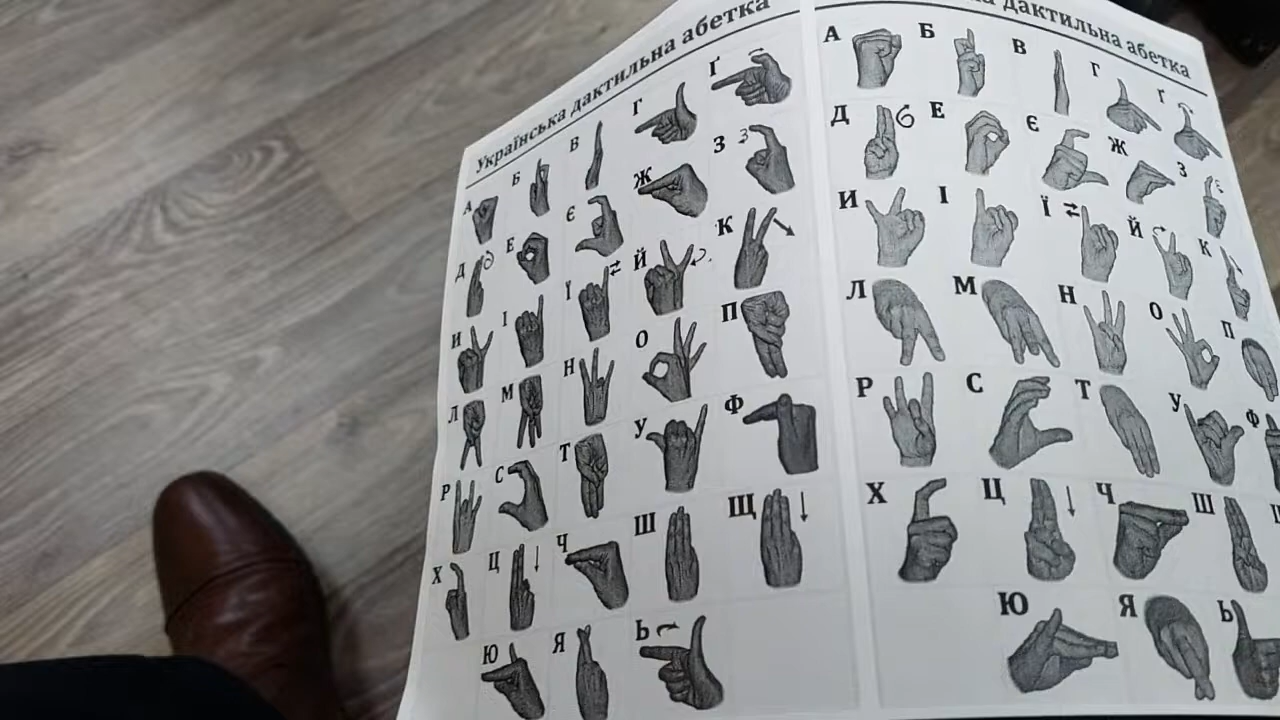 Українська дактильна абетка
А Б В Г Ґ
Д Е Є Ж З
И І Ї Й К
Л М Н О П
Р С Т У Ф
Х Ц Ч Ш Щ
Ю Я Ь
дактильна абетка
А Б В Г Ґ
Д Е Є Ж З
И І Ї Й К
Л М Н О П
Р С Т У Ф
Х Ц Ч Ш
Ю Я Ь